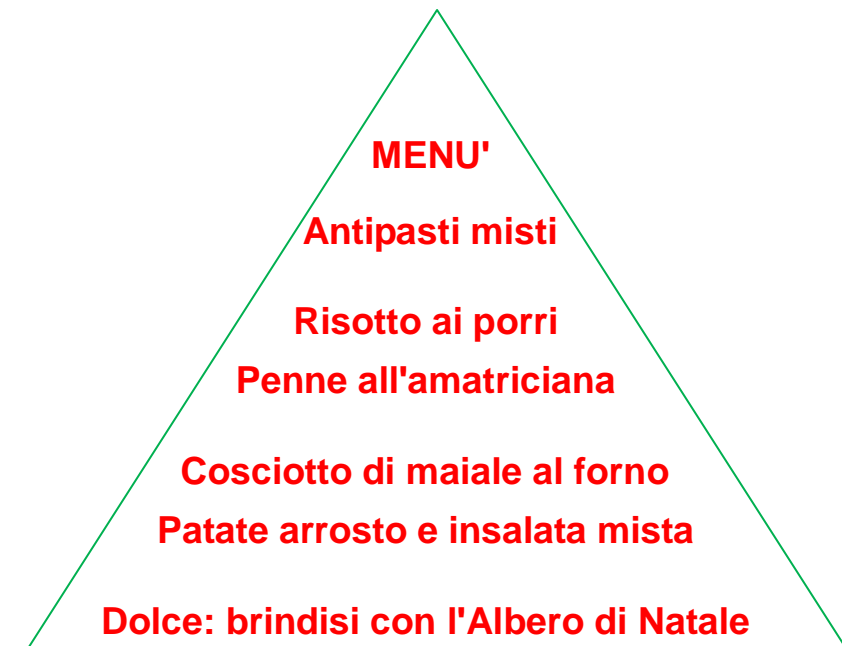 MENU'
Antipasti misti
Risotto ai porri
Penne all'amatriciana
Cosciotto di maiale al forno
Patate arrosto e insalata mista
Dolce: brindisi con l'Albero di Natale